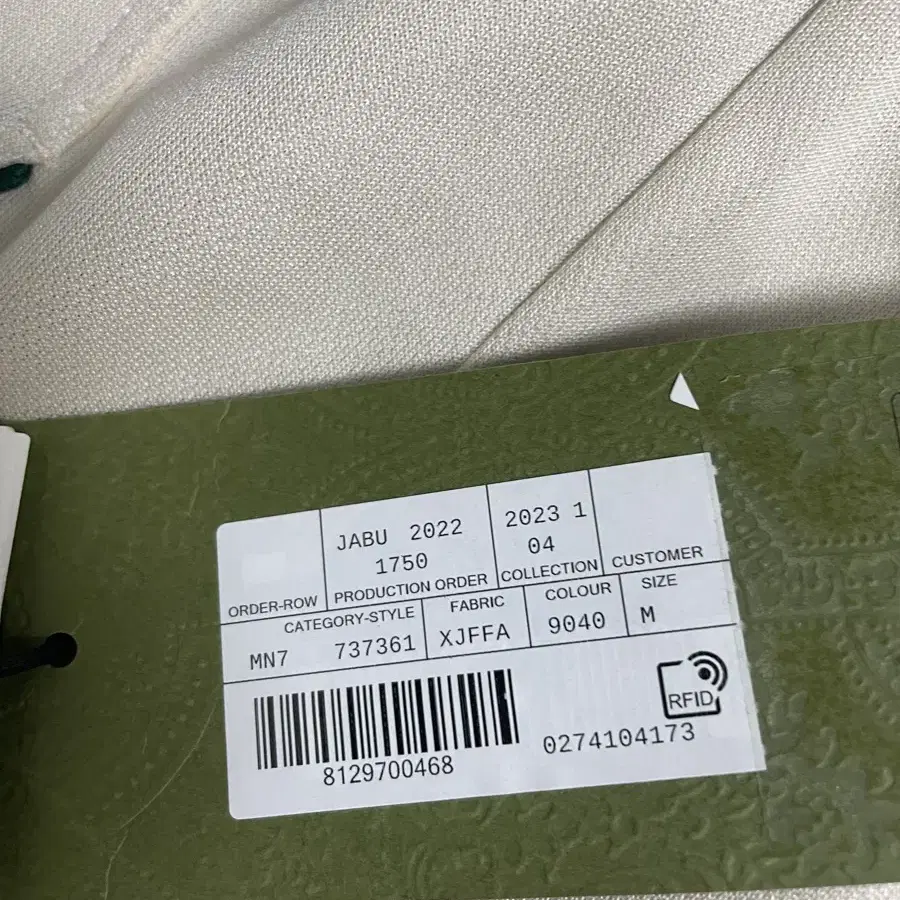 JABU 2022
1750
2023 1
04
ORDER-ROW
PRODUCTION ORDER
COLLECTION
CUSTOMER
CATEGORY-STYLE
FABRIC
COLOUR
SIZE
MN7 737361
XJFFA
9040
M
RFID
8129700468
0274104173